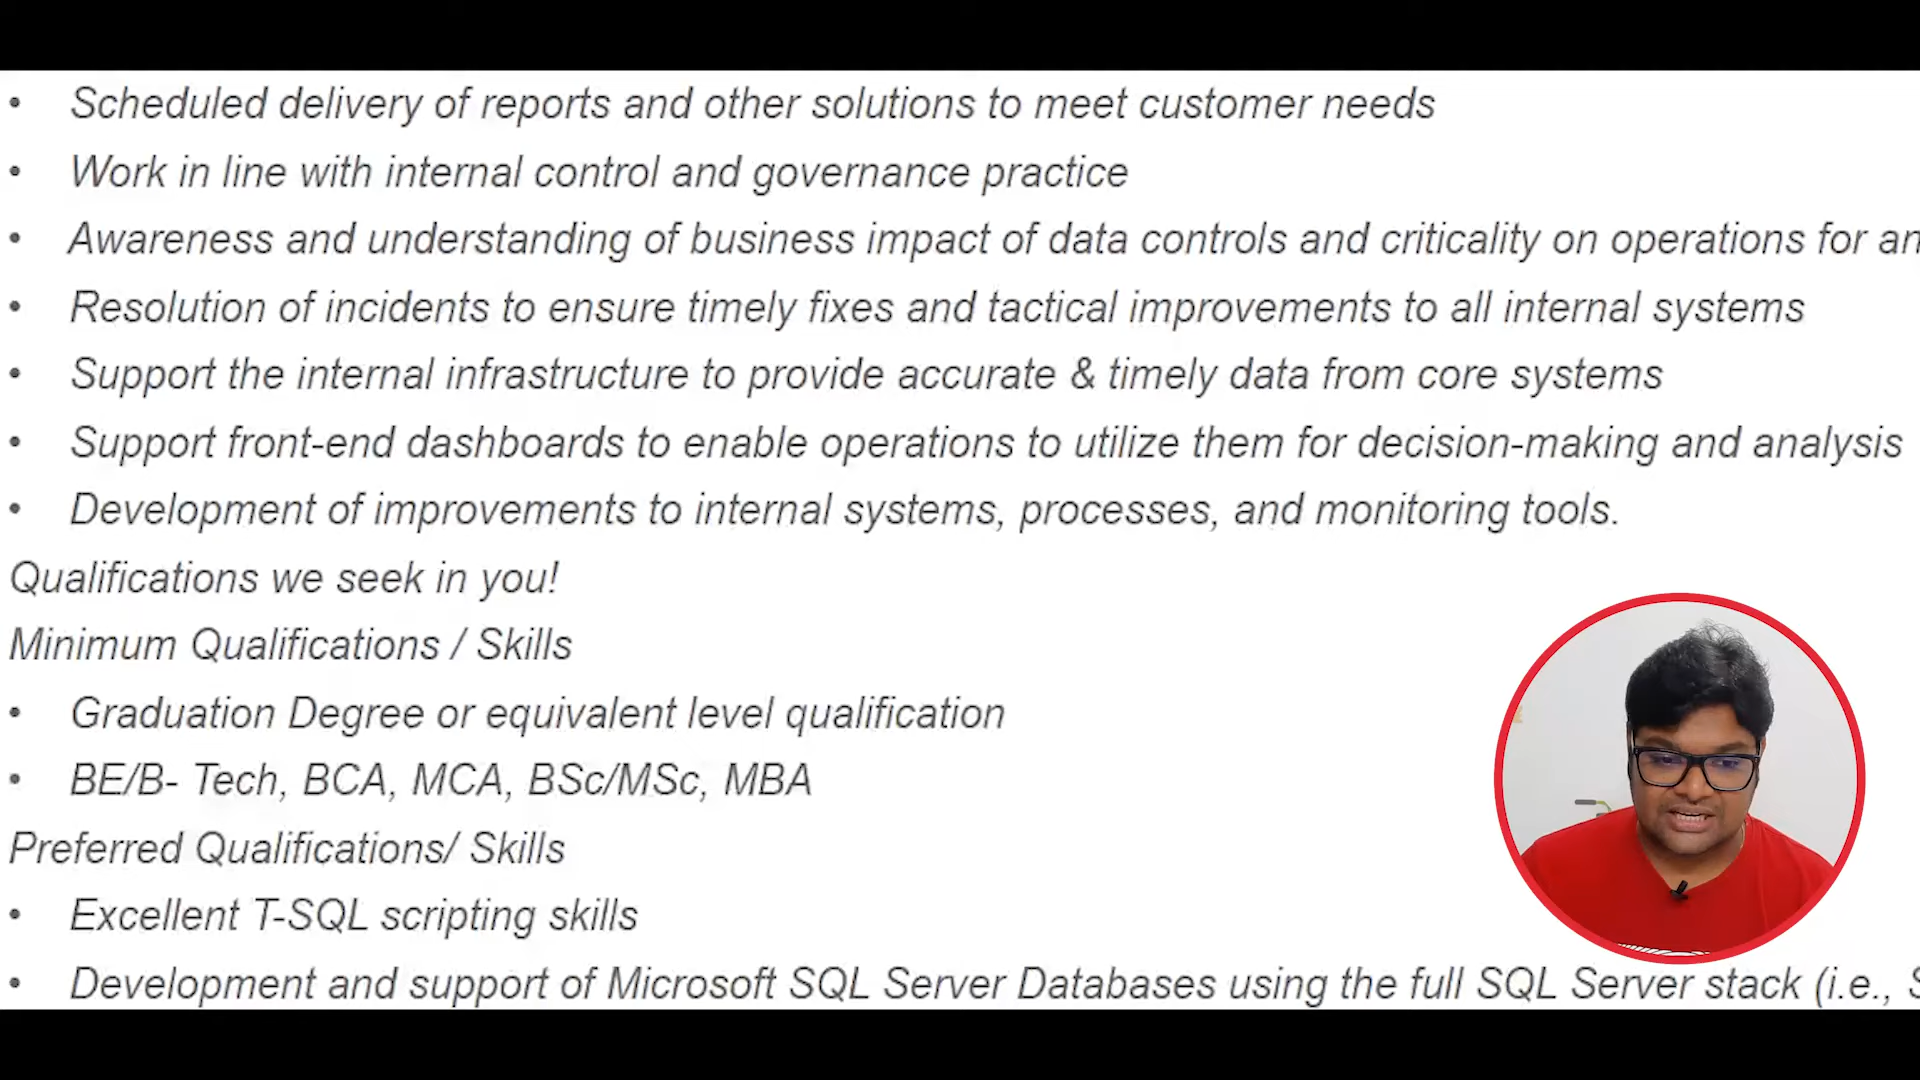 • Scheduled delivery of reports and other solutions to meet customer needs
• Work in line with internal control and governance practice
• Awareness and understanding of business impact of data controls and criticality on operations for
• Resolution of incidents to ensure timely fixes and tactical improvements to all internal systems
• Support the internal infrastructure to provide accurate & timely data from core systems
• Support front-end dashboards to enable operations to utilize them for decision-making and analysis
• Development of improvements to internal systems, processes, and monitoring tools.
Qualifications we seek in you!
Minimum Qualifications / Skills
• Graduation Degree or equivalent level qualification
• BE/B- Tech, BCA, MCA, BSc/MSc, MBA
Preferred Qualifications/ Skills
• Excellent T-SQL scripting skills
• Development and support of Microsoft SQL Server Databases using the full SQL Server stack (i.e.,